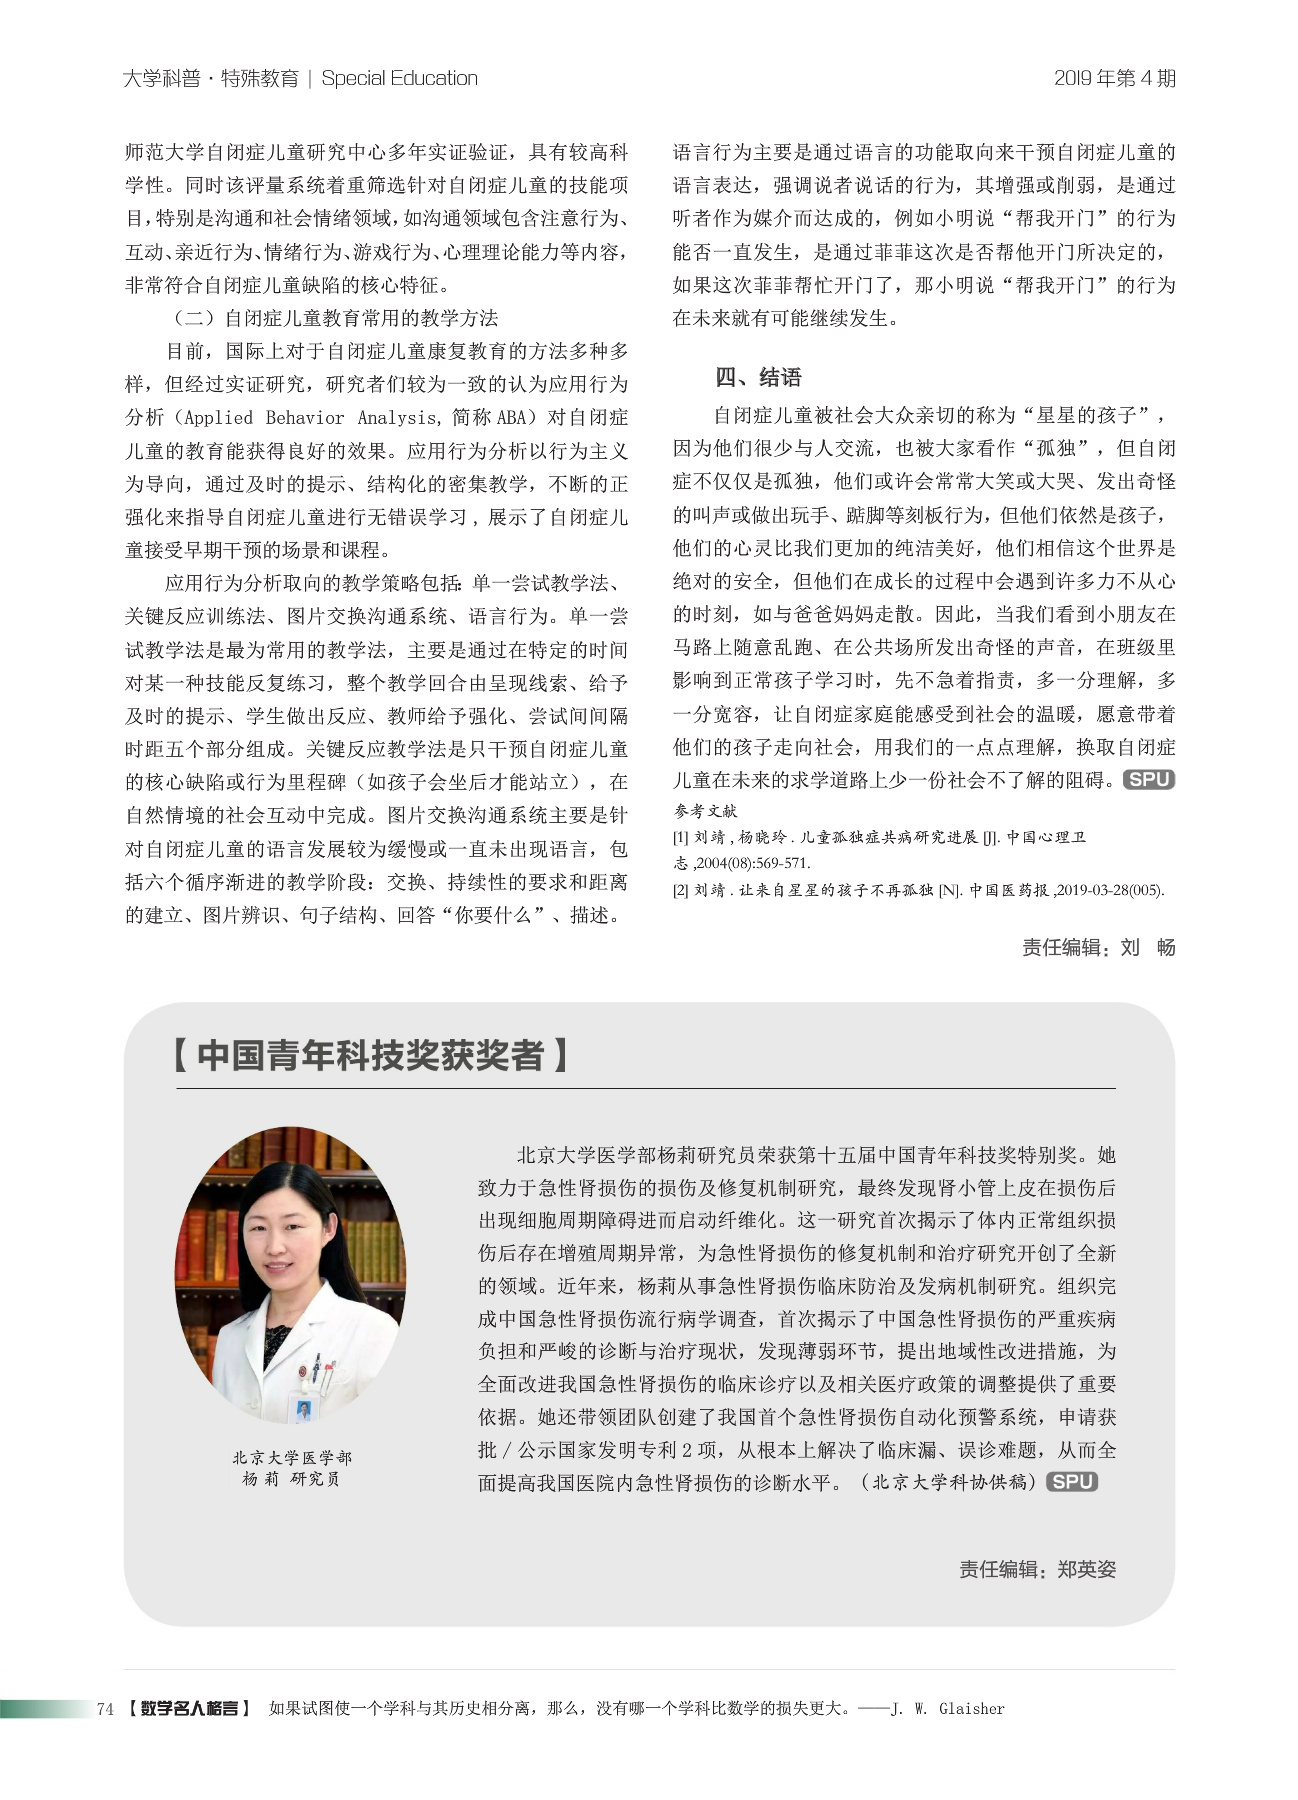 大学科普·特殊教育 | Special Education
2019 年第 4 期
师范大学自闭症儿童研究中心多年实证验证，具有较高科
学性。同时该评量系统着重筛选针对自闭症儿童的技能项
目，特别是沟通和社会情绪领域，如沟通领域包含注意行为、
互动、亲近行为、情绪行为、游戏行为、心理理论能力等内容，
非常符合自闭症儿童缺陷的核心特征。
（二）自闭症儿童教育常用的教学方法
目前，国际上对于自闭症儿童康复教育的方法多种多
样，但经过实证研究，研究者们较为一致的认为应用行为
分析（Applied Behavior Analysis, 简称 ABA）对自闭症
儿童的教育能获得良好的效果。应用行为分析以行为主义
为导向，通过及时的提示、结构化的密集教学，不断的正
强化来指导自闭症儿童进行无错误学习 , 展示了自闭症儿
童接受早期干预的场景和课程。
应用行为分析取向的教学策略包括：单一尝试教学法、
关键反应训练法、图片交换沟通系统、语言行为。单一尝
试教学法是最为常用的教学法，主要是通过在特定的时间
对某一种技能反复练习，整个教学回合由呈现线索、给予
及时的提示、学生做出反应、教师给予强化、尝试间间隔
时距五个部分组成。关键反应教学法是只干预自闭症儿童
的核心缺陷或行为里程碑（如孩子会坐后才能站立），在
自然情境的社会互动中完成。图片交换沟通系统主要是针
对自闭症儿童的语言发展较为缓慢或一直未出现语言，包
括六个循序渐进的教学阶段：交换、持续性的要求和距离
的建立、图片辨识、句子结构、回答“你要什么”、描述。
语言行为主要是通过语言的功能取向来干预自闭症儿童的
语言表达，强调说者说话的行为，其增强或削弱，是通过
听者作为媒介而达成的，例如小明说“帮我开门”的行为
能否一直发生，是通过菲菲这次是否帮他开门所决定的，
如果这次菲菲帮忙开门了，那小明说“帮我开门”的行为
在未来就有可能继续发生。
四、结语
自闭症儿童被社会大众亲切的称为“星星的孩子”，
因为他们很少与人交流，也被大家看作“孤独”，但自闭
症不仅仅是孤独，他们或许会常常大笑或大哭、发出奇怪
的叫声或做出玩手、踮脚等刻板行为，但他们依然是孩子，
他们的心灵比我们更加的纯洁美好，他们相信这个世界是
绝对的安全，但他们在成长的过程中会遇到许多力不从心
的时刻，如与爸爸妈妈走散。因此，当我们看到小朋友在
马路上随意乱跑、在公共场所发出奇怪的声音，在班级里
影响到正常孩子学习时，先不急着指责，多一分理解，多
一分宽容，让自闭症家庭能感受到社会的温暖，愿意带着
他们的孩子走向社会，用我们的一点点理解，换取自闭症
儿童在未来的求学道路上少一份社会不了解的阻碍。 SPU
参考文献
[1] 刘靖 , 杨晓玲 . 儿童孤独症共病研究进展 [J]. 中国心理卫
志 ,2004(08):569-571.
[2] 刘靖 . 让来自星星的孩子不再孤独 [N]. 中国医药报 ,2019-03-28(005).
责任编辑：刘 畅
【 中国青年科技奖获奖者 】
北京大学医学部
杨 莉 研究员
北京大学医学部杨莉研究员荣获第十五届中国青年科技奖特别奖。她
致力于急性肾损伤的损伤及修复机制研究，最终发现肾小管上皮在损伤后
出现细胞周期障碍进而启动纤维化。这一研究首次揭示了体内正常组织损
伤后存在增殖周期异常，为急性肾损伤的修复机制和治疗研究开创了全新
的领域。近年来，杨莉从事急性肾损伤临床防治及发病机制研究。组织完
成中国急性肾损伤流行病学调查，首次揭示了中国急性肾损伤的严重疾病
负担和严峻的诊断与治疗现状，发现薄弱环节，提出地域性改进措施，为
全面改进我国急性肾损伤的临床诊疗以及相关医疗政策的调整提供了重要
依据。她还带领团队创建了我国首个急性肾损伤自动化预警系统，申请获
批 / 公示国家发明专利 2 项，从根本上解决了临床漏、误诊难题，从而全
面提高我国医院内急性肾损伤的诊断水平。（北京大学科协供稿） SPU
责任编辑：郑英姿
74 【 数学名人格言 】 如果试图使一个学科与其历史相分离，那么，没有哪一个学科比数学的损失更大。——J. W. Glaisher